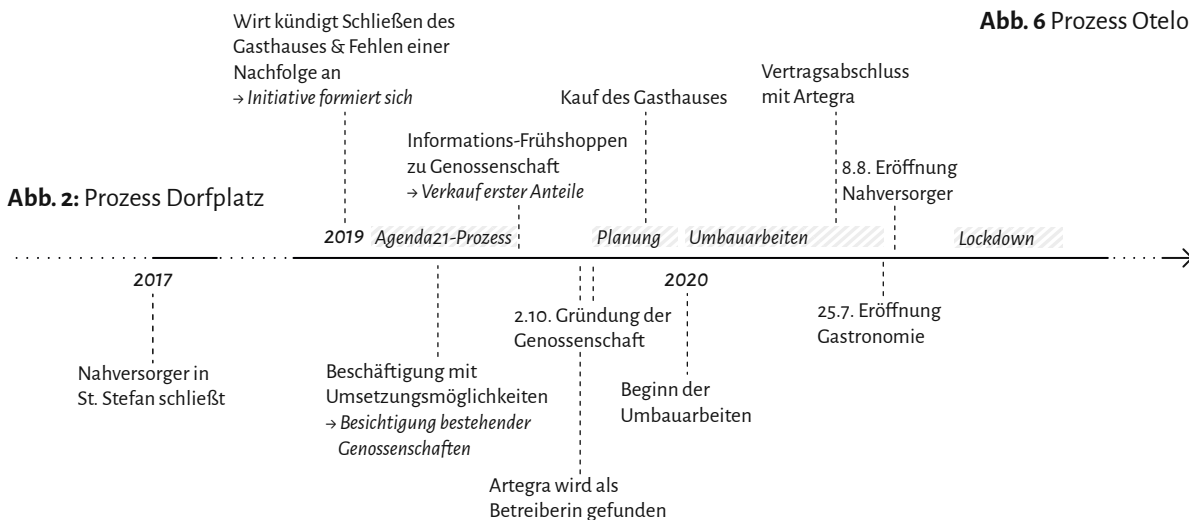 Wirt kündigt Schließen des
Gasthauses & Fehlen einer
Nachfolge an
→ Initiative formiert sich
Abb. 6 Prozess Otelo
Kauf des Gasthauses
Vertragsabschluss
mit Artegra
Informations-Frühshoppen
zu Genossenschaft
→ Verkauf erster Anteile
8.8. Eröffnung
Nahversorger
Abb. 2: Prozess Dorfplatz
2019 Agenda21-Prozess
Planung
Umbauarbeiten
Lockdown
2017
2020
Nahversorger in
St. Stefan schließt
Beschäftigung mit
Umsetzungsmöglichkeiten
→ Besichtigung bestehender
Genossenschaften
2.10. Gründung der
Genossenschaft
Artegra wird als
Betreiberin gefunden
Beginn der
Umbauarbeiten
25.7. Eröffnung
Gastronomie